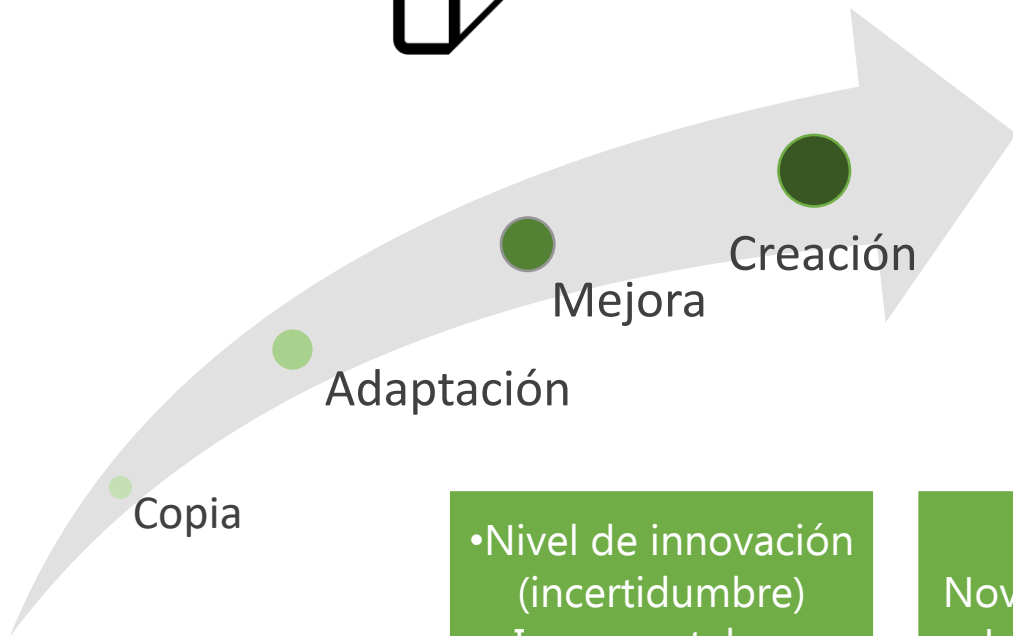 Creación
Mejora
Adaptación
Copia
•Nivel de innovación
(incertidumbre)